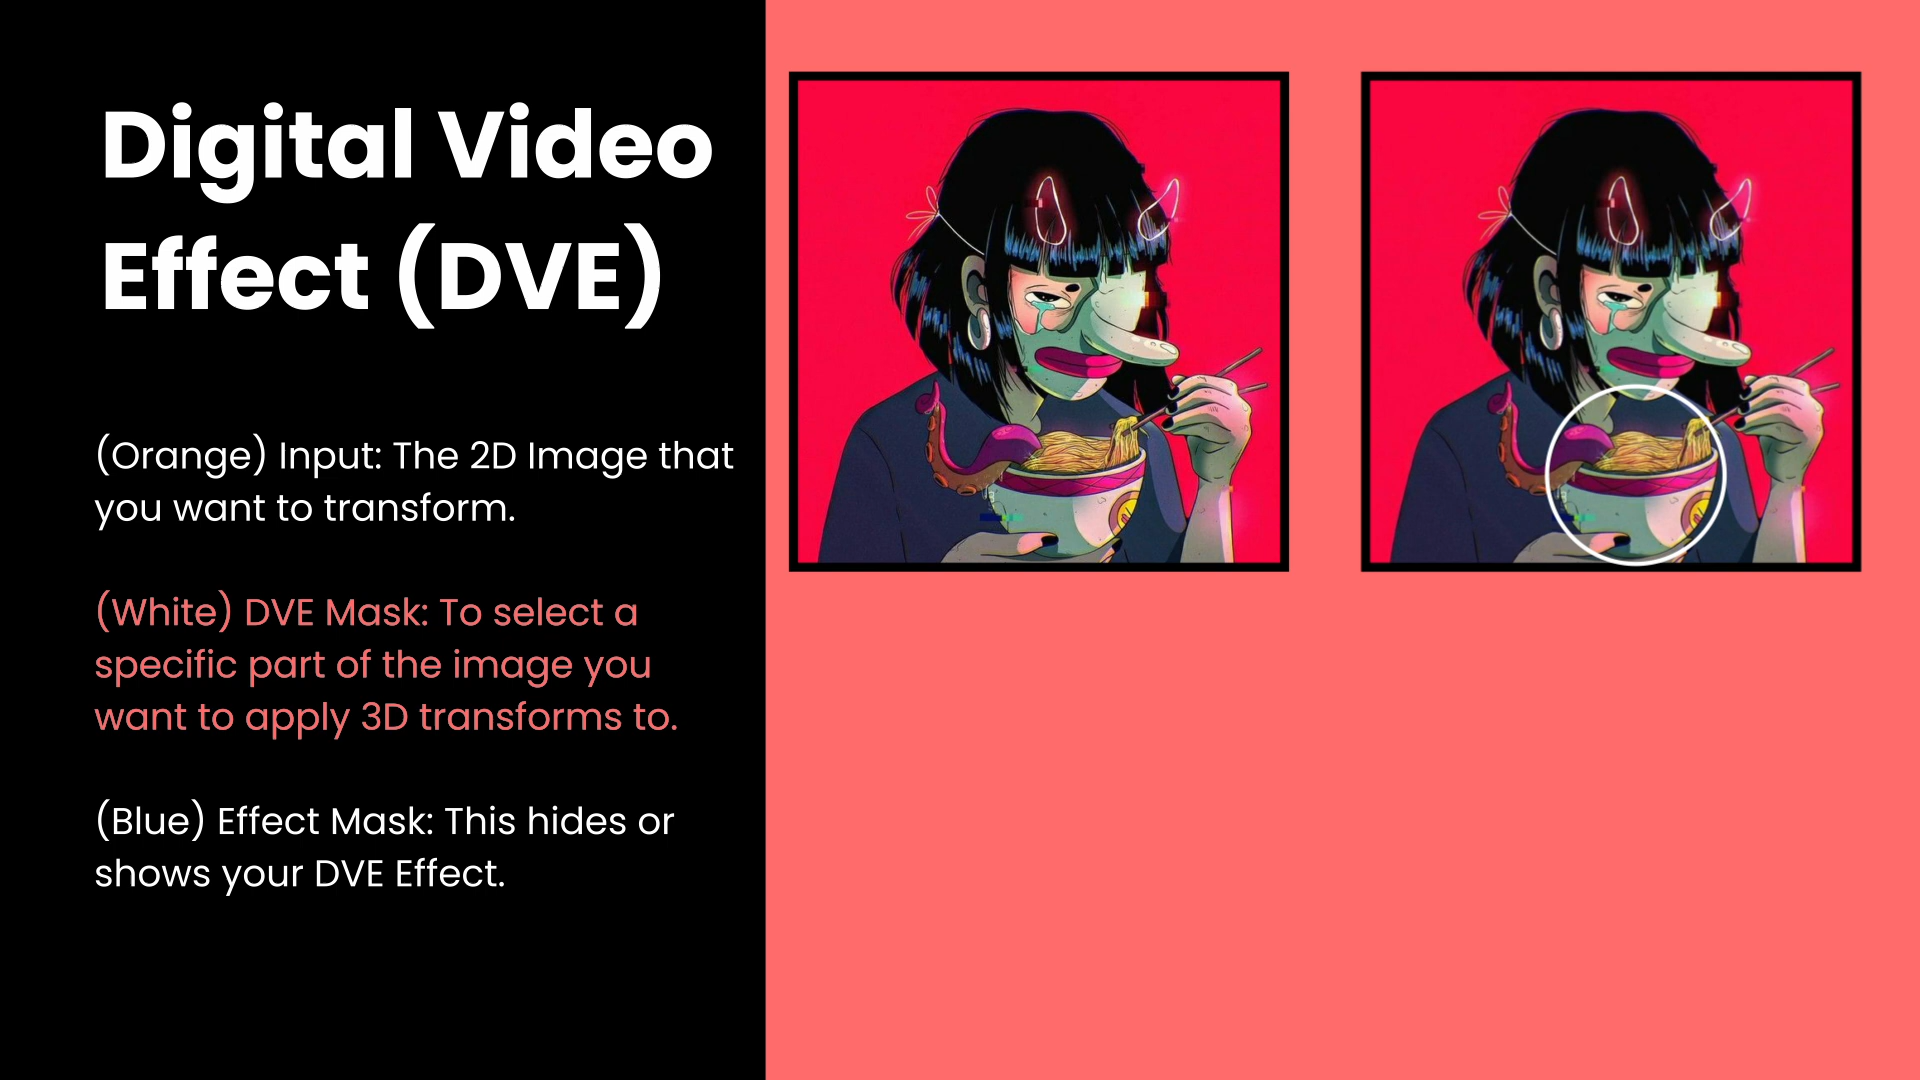 Digital Video
Effect (DVE)
(Orange) Input: The 2D Image that
you want to transform.
(White) DVE Mask: To select a
specific part of the image you
want to apply 3D transforms to.
(Blue) Effect Mask: This hides or
shows your DVE Effect.